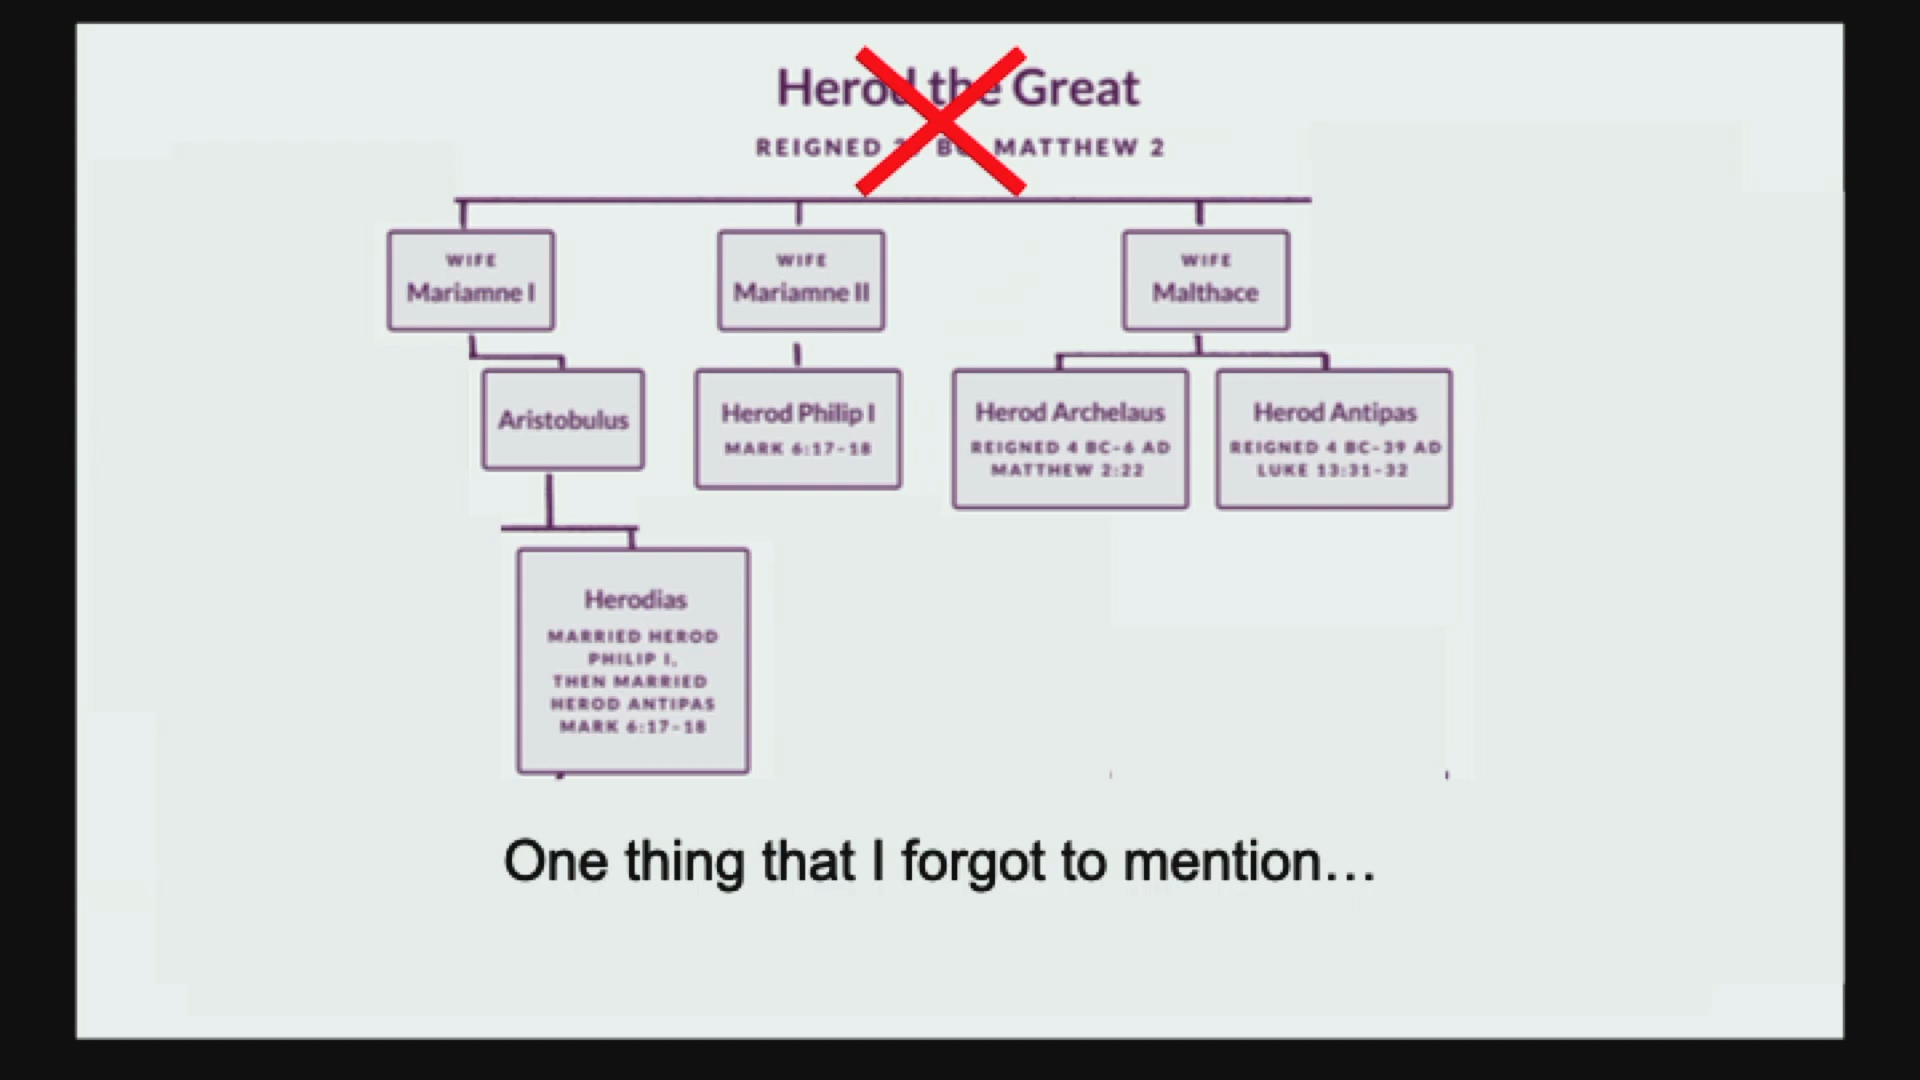 Herod the Great
REIGNED BC MATTHEW 2
WIFE
Mariamne I
WIFE
Mariamne II
WIFE
Malthace
Aristobulus
Herod Philip I
MARK 6:17-18
Herod Archelaus
REIGNED 4 BC-6 AD
MATTHEW 2:22
Herod Antipas
REIGNED 4 BC-39 AD
LUKE 13:31-32
Herodias
MARRIED HEROD
PHILIP I,
THEN MARRIED
HEROD ANTIPAS
MARK 6:17-18
One thing that I forgot to mention…